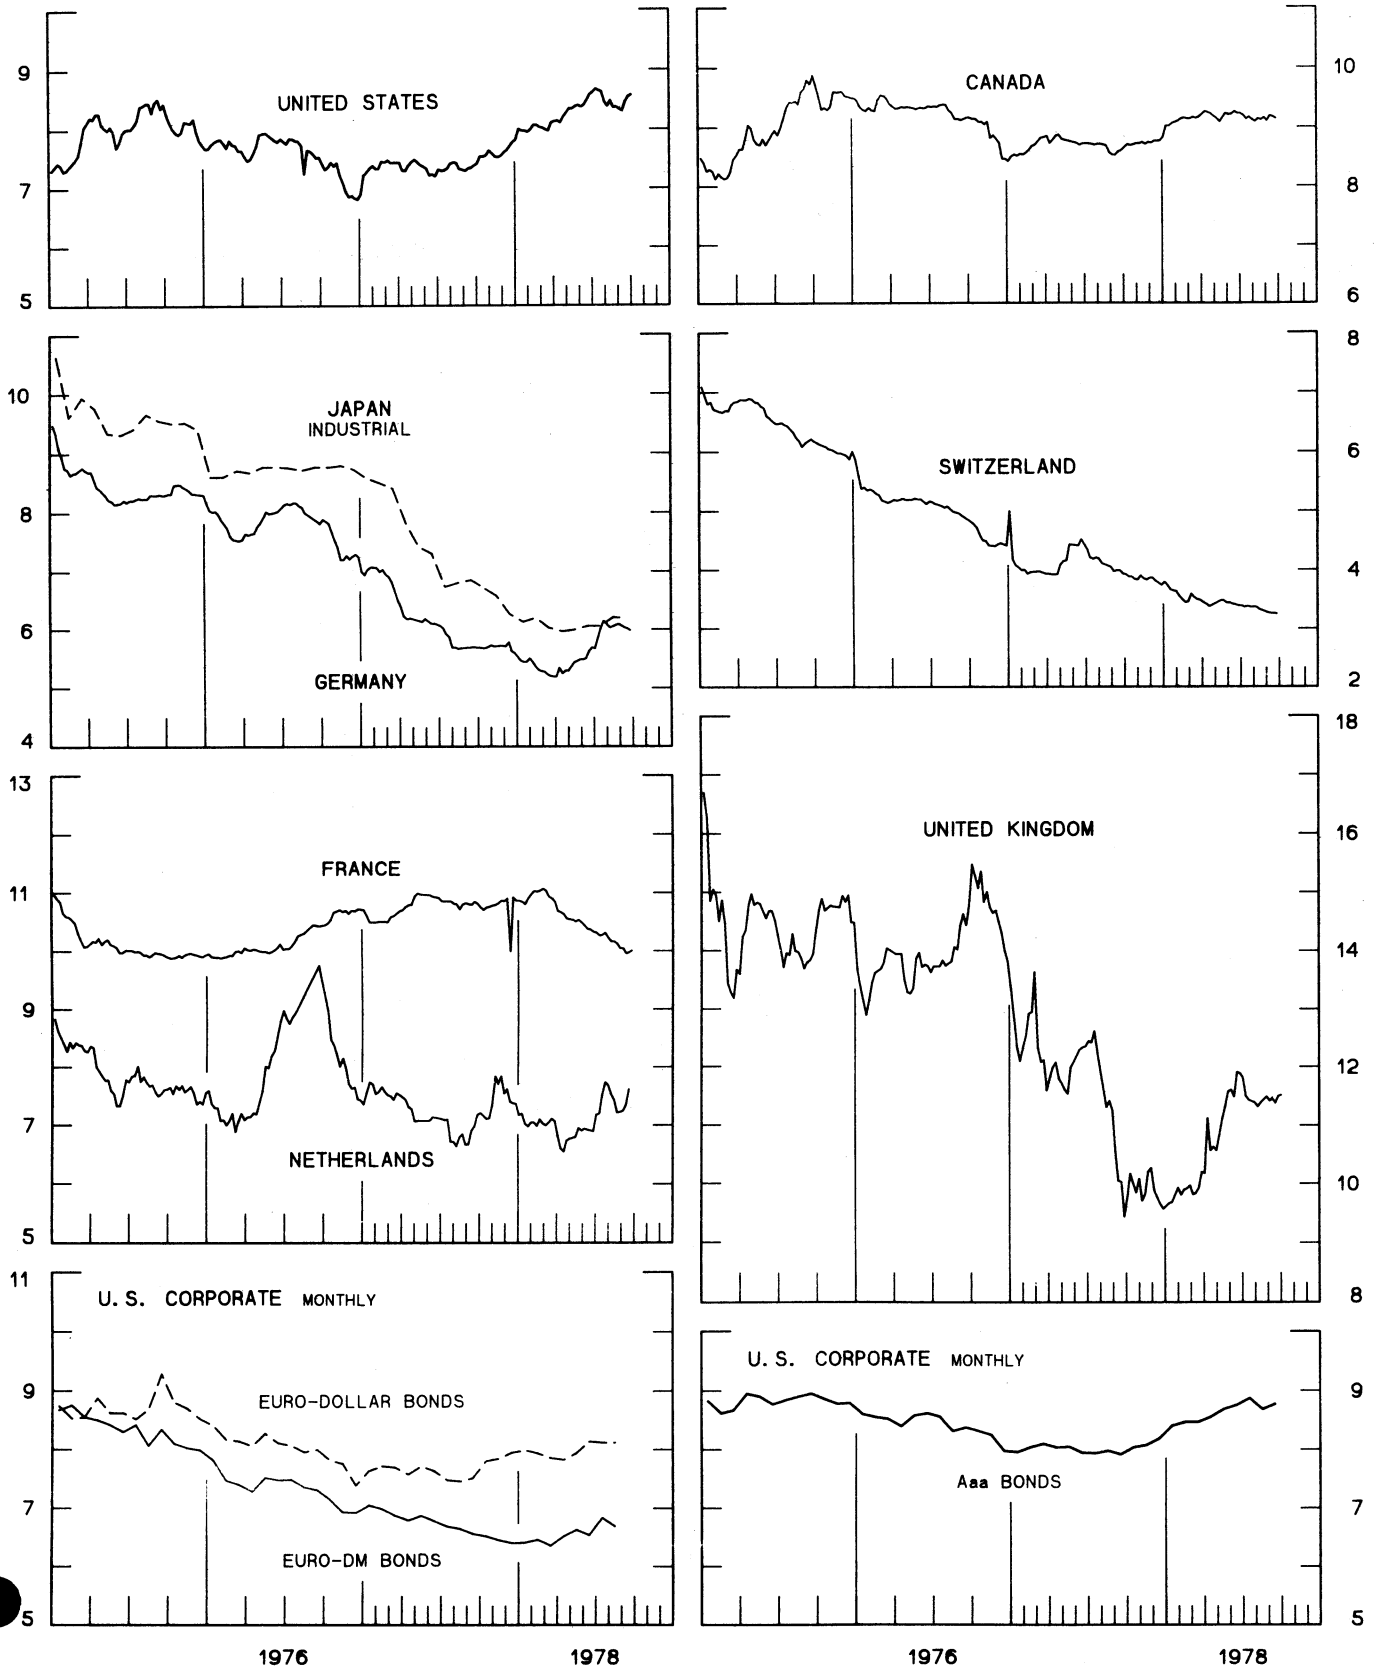 9
7
5
UNITED STATES
CANADA
10
8
6
10
8
6
4
JAPAN
INDUSTRIAL
GERMANY
SWITZERLAND
8
6
4
2
13
11
9
7
5
FRANCE
NETHERLANDS
UNITED KINGDOM
18
16
14
12
10
8
11
9
7
5
U.S. CORPORATE MONTHLY
EURO-DOLLAR BONDS
EURO-DM BONDS
U.S. CORPORATE MONTHLY
Aaa BONDS
9
7
5
1976 1978
1976 1978